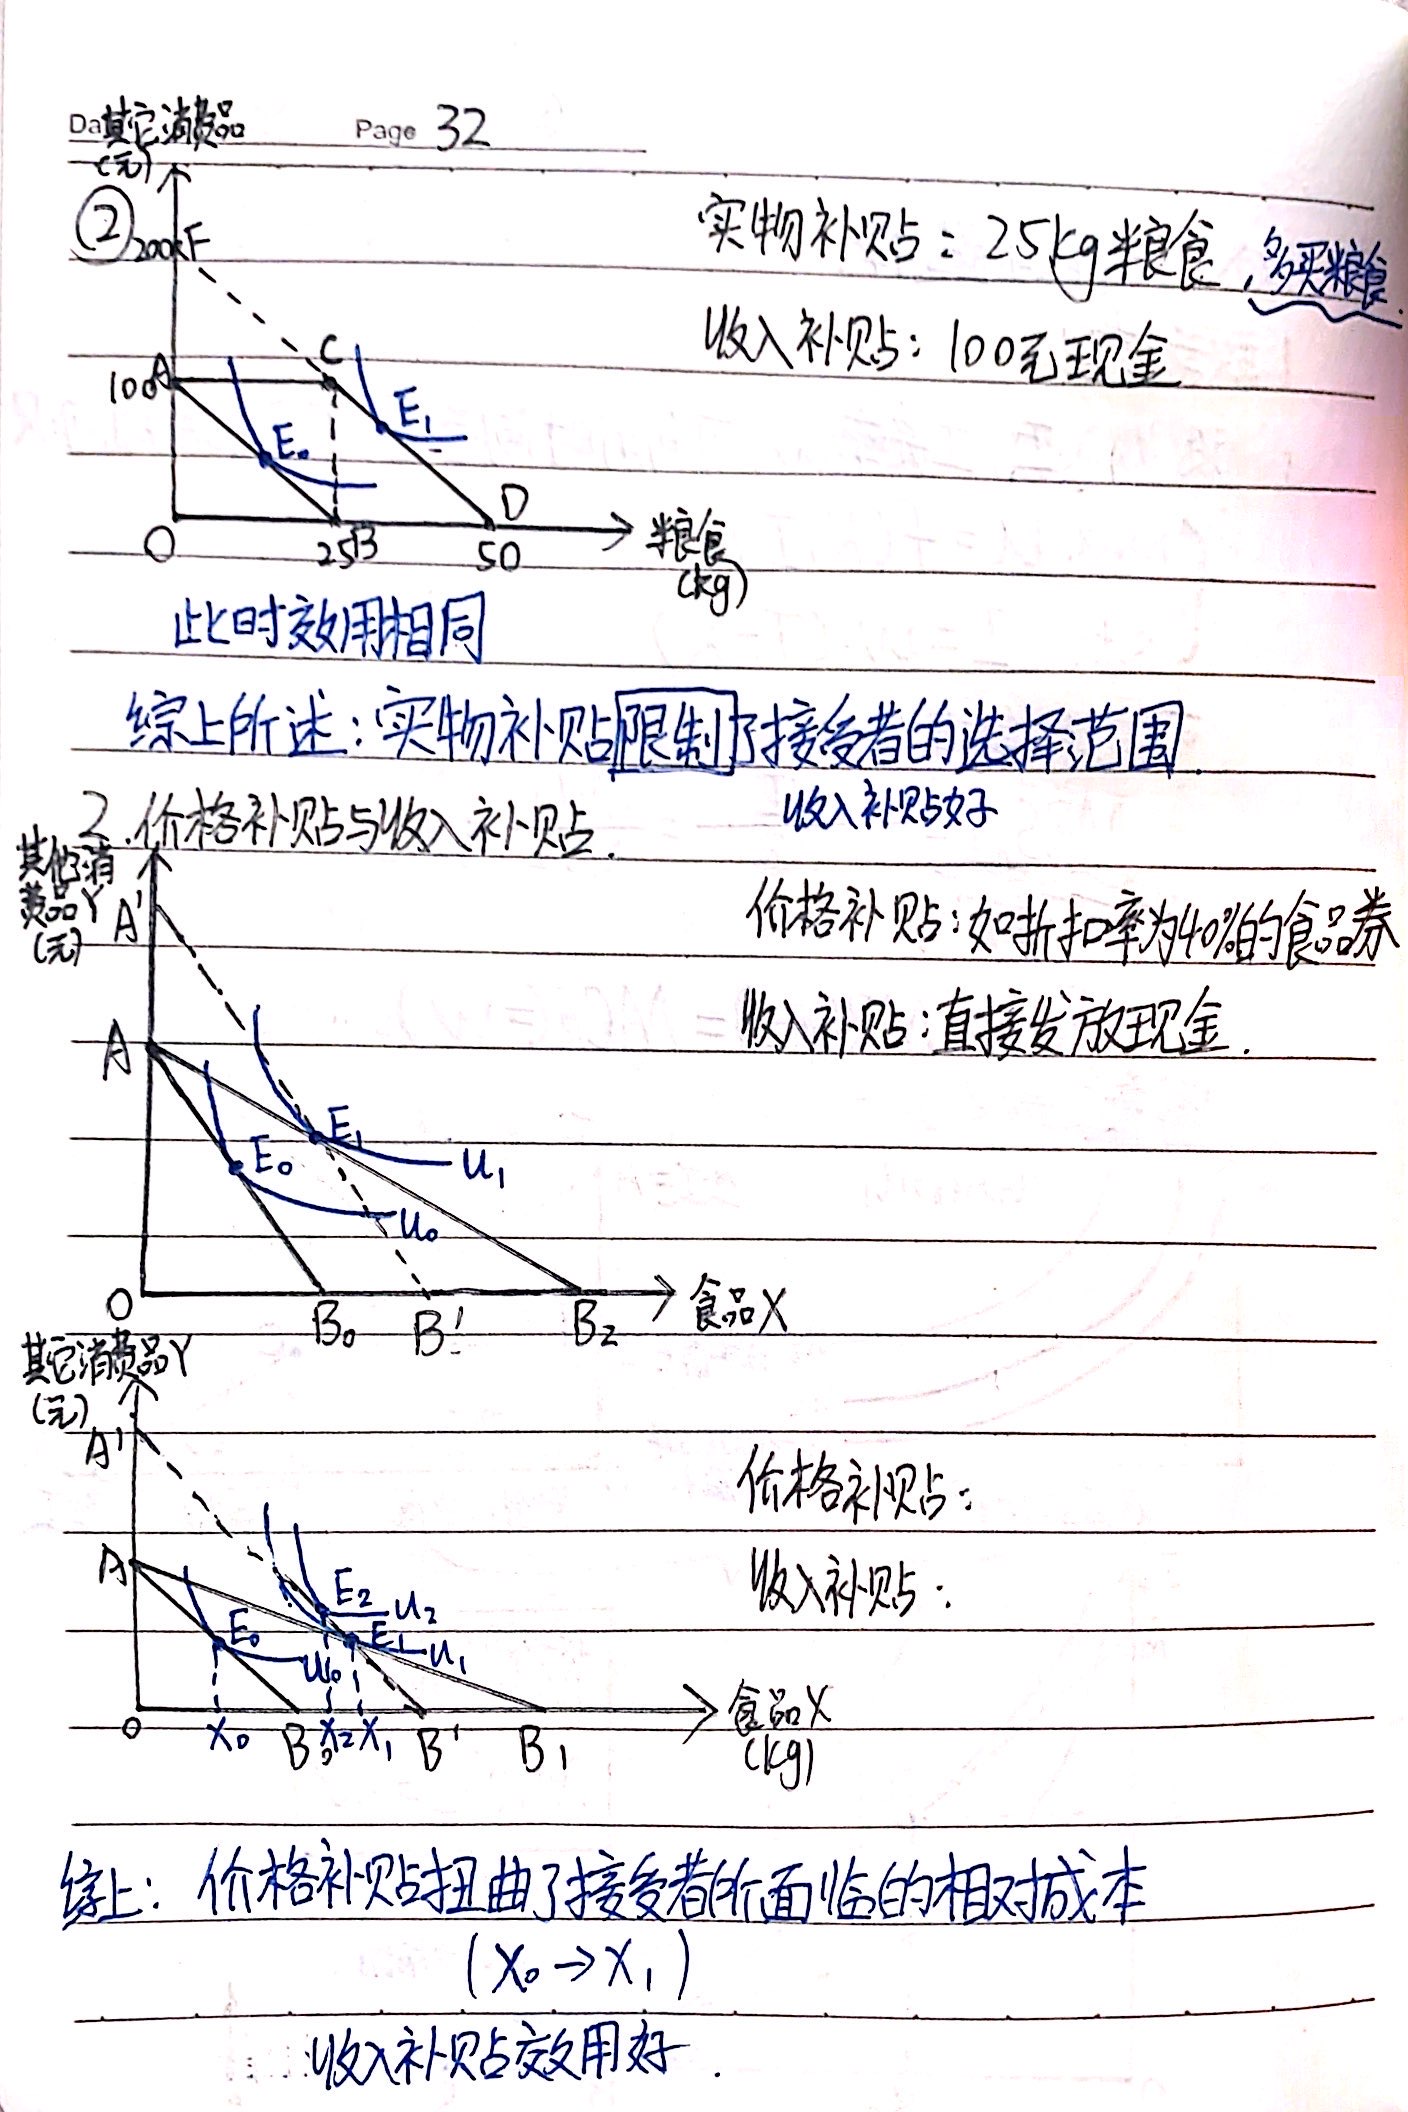 Da其它消费品 Page 32
(元)
② 200 F
实物补贴：25kg粮食，多买粮食.
收入补贴：100元现金
C
100 A
E₁
E₀
D
O 25 B 50 粮食
(kg)
此时效用相同
综上所述：实物补贴限制了接受者的选择范围.
收入补贴好
2.价格补贴与收入补贴.
其他消
费品Y
(元)
A'
价格补贴：如折扣率为40%的食品券
收入补贴：直接发放现金.
A
E₁
E₀ u₁
u₀
O B₀ B' B₂ 食品X
其它消费品Y
(元)
A'
价格补贴：
A
收入补贴：
E₂ u₂
E₀ E₁ u₁
u₀
O X₀ B₀ X₂ X₁ B' B₁ 食品X
(kg)
综上：价格补贴扭曲了接受者所面临的相对成本
(X₀→X₁)
收入补贴效用好.